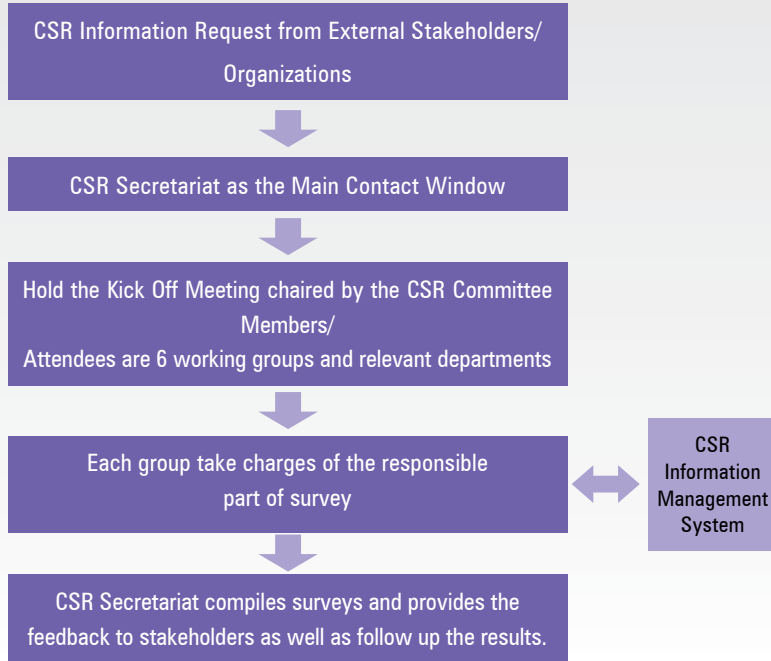 CSR Information Request from External Stakeholders/
Organizations
CSR Secretariat as the Main Contact Window
Hold the Kick Off Meeting chaired by the CSR Committee
Members/
Attendees are 6 working groups and relevant departments
Each group take charges of the responsible
part of survey
CSR
Information
Management
System
CSR Secretariat compiles surveys and provides the
feedback to stakeholders as well as follow up the results.